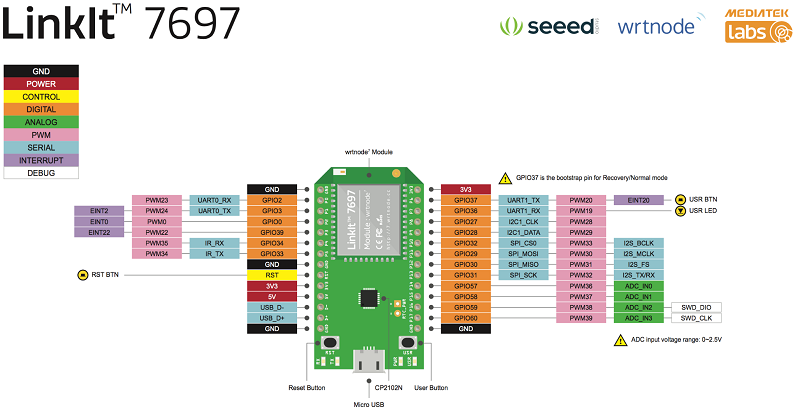 LinkIt™ 7697
seeed
wrtnode
MEDIATEK
labs
GND
POWER
CONTROL
DIGITAL
ANALOG
PWM
SERIAL
INTERRUPT
DEBUG
wrtnode Module
GPIO37 is the bootstrap pin for Recovery/Normal mode
GND
PWM23 UART0_RX GPIO2
EINT2 PWM24 UART0_TX GPIO3
EINT0 PWM0 GPIO0
EINT22 PWM22 GPIO39
PWM35 IR_RX GPIO34
PWM34 IR_TX GPIO33
GND
RST BTN RST
3V3
5V
USB_D-
USB_D+
GND
LinkIt™ 7697
Module
wrtnode
RST
USR
3V3
GPIO37 UART1_TX PWM20 EINT20 USR BTN
GPIO36 UART1_RX PWM19 USR LED
GPIO27 I2C1_CLK PWM28
GPIO28 I2C1_DATA PWM29
GPIO32 SPI_CS0 PWM33 I2S_BCLK
GPIO29 SPI_MOSI PWM30 I2S_MCLK
GPIO30 SPI_MISO PWM31 I2S_FS
GPIO31 SPI_SCK PWM32 I2S_TX/RX
GPIO57 PWM36 ADC_IN0
GPIO58 PWM37 ADC_IN1
GPIO59 PWM38 ADC_IN2 SWD_DIO
GPIO60 PWM39 ADC_IN3 SWD_CLK
GND
ADC input voltage range: 0~2.5V
Reset Button
CP2102N
User Button
Micro USB